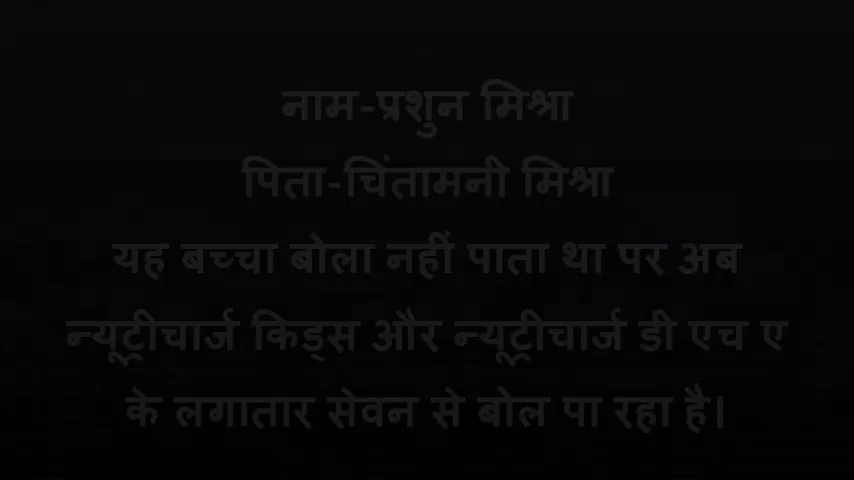 नाम-प्रशुन मिश्रा
पिता-चिंतामनी मिश्रा
यह बच्चा बोला नहीं पाता था पर अब
न्यूट्रीचार्ज किड्स और न्यूट्रीचार्ज डी एच ए
के लगातार सेवन से बोल पा रहा है।